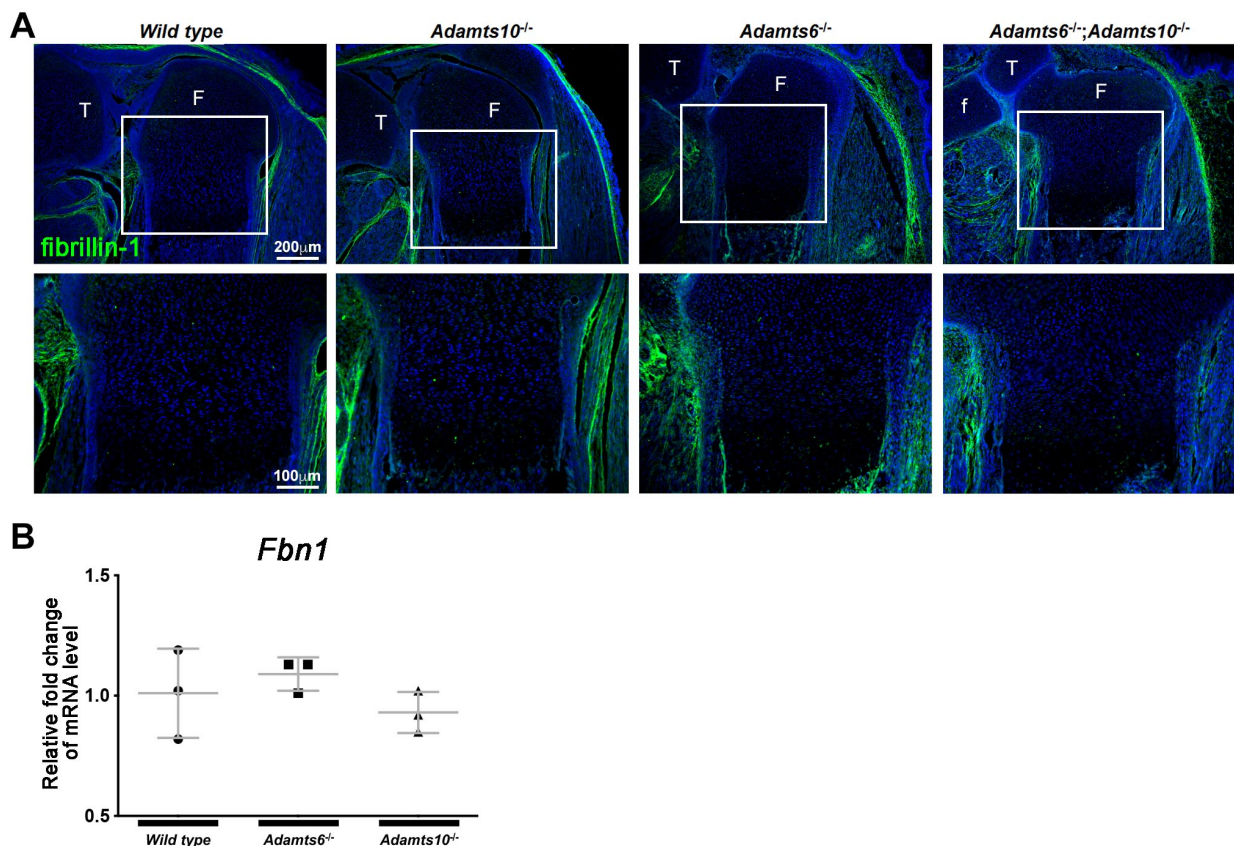 A
Wild type
Adamts10-/-
Adamts6-/-
Adamts6-/-;Adamts10-/-
T
F
T
F
T
F
T
f
F
fibrillin-1
200μm
100μm
B
Fbn1
Relative fold change
of mRNA level
1.5
1.0
0.5
Wild type
Adamts6-/-
Adamts10-/-